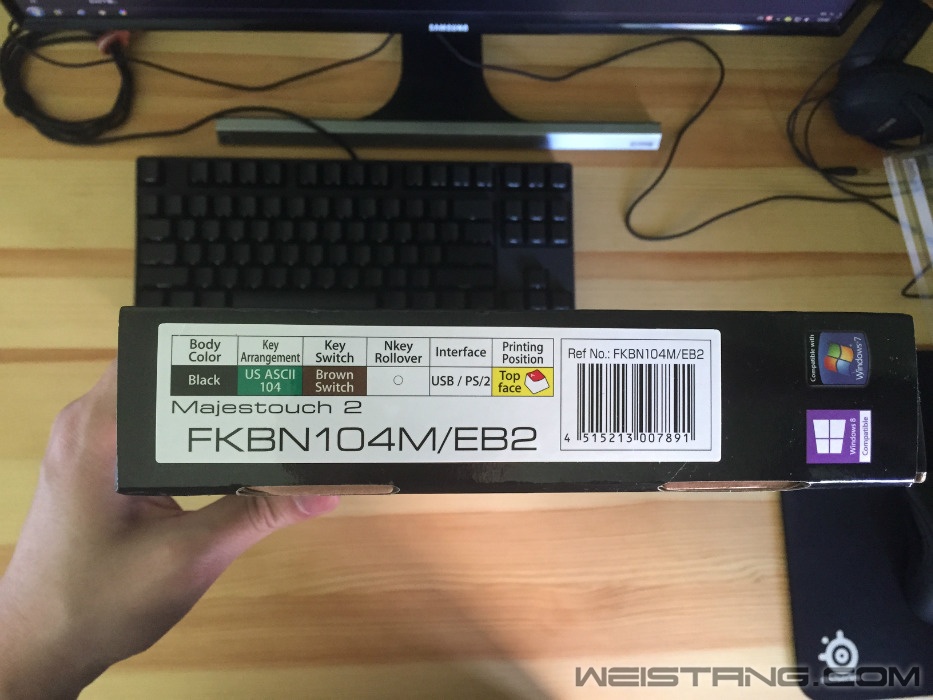 SAMSUNG
Body Color
Key Arrangement
Key Switch
Nkey Rollover
Interface
Printing Position
Black
US ASCII 104
Brown Switch
○
USB / PS/2
Top face
Majestouch 2
FKBN104M/EB2
Ref No.: FKBN104M/EB2
4 515213 007891
Compatible with
Windows 7
Windows 8
Compatible
WEISTANG.COM